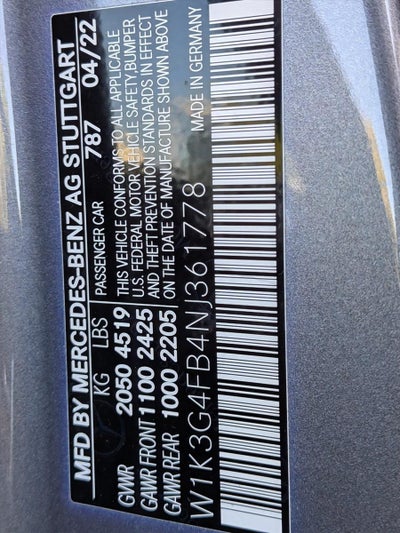 MFD BY MERCEDES-BENZ AG STUTTGART
KG LBS PASSENGER CAR 787 04/22
GVWR 2050 4519 THIS VEHICLE CONFORMS TO ALL APPLICABLE
U.S. FEDERAL MOTOR VEHICLE SAFETY,BUMPER
GAWR FRONT 1100 2425 AND THEFT PREVENTION STANDARDS IN EFFECT
GAWR REAR 1000 2205 ON THE DATE OF MANUFACTURE SHOWN ABOVE
W1K3G4FB4NJ361778 MADE IN GERMANY